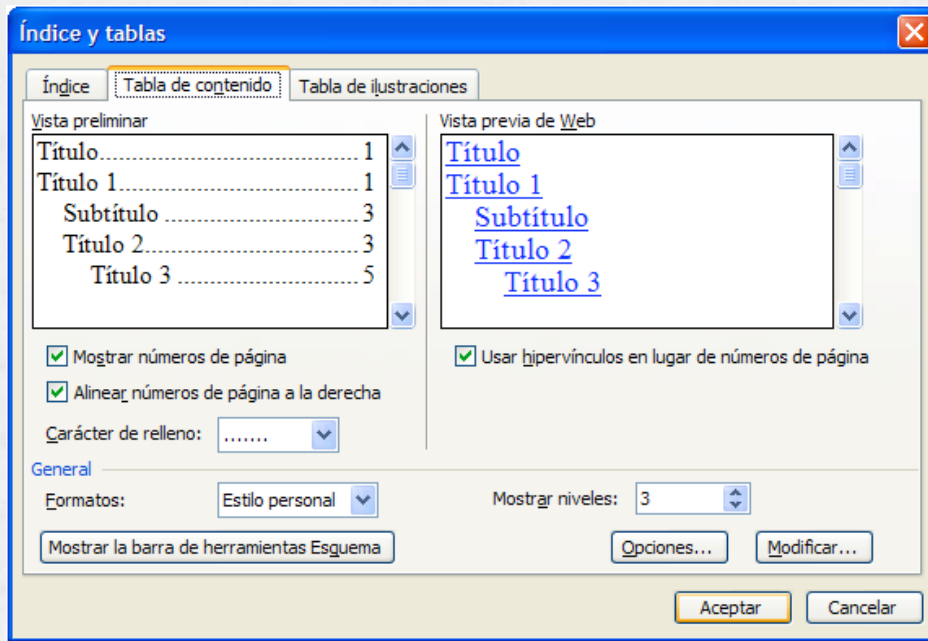 Índice y tablas
Índice
Tabla de contenido
Tabla de ilustraciones
Vista preliminar
Título.......................................... 1
Título 1....................................... 1
Subtítulo ................................ 3
Título 2................................... 3
Título 3 .............................. 5
Vista previa de Web
Título
Título 1
Subtítulo
Título 2
Título 3
Mostrar números de página
Alinear números de página a la derecha
Carácter de relleno: .......
Usar hipervínculos en lugar de números de página
General
Formatos: Estilo personal
Mostrar niveles: 3
Mostrar la barra de herramientas Esquema
Opciones...
Modificar...
Aceptar
Cancelar